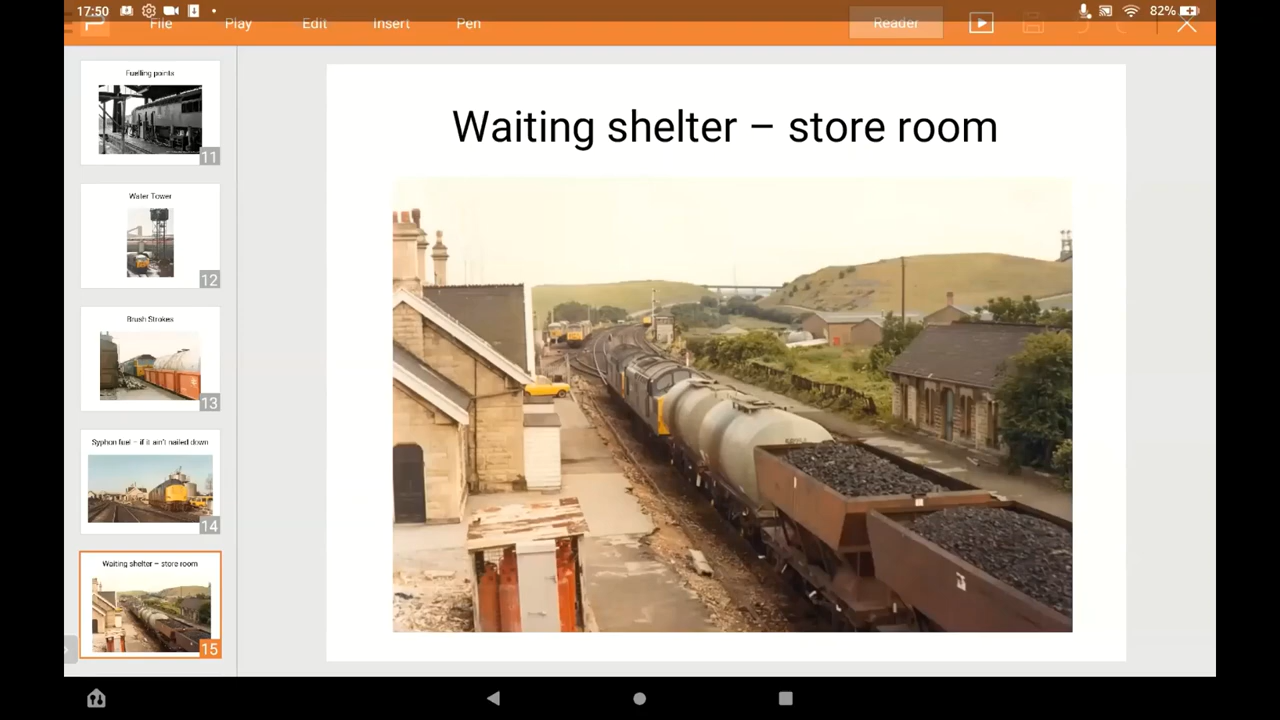 17:50
82%
File
Play
Edit
Insert
Pen
Reader
Fuelling points
11
Water Tower
12
Brush Strokes
13
Syphon fuel – if it ain't nailed down
14
Waiting shelter – store room
15
Waiting shelter – store room